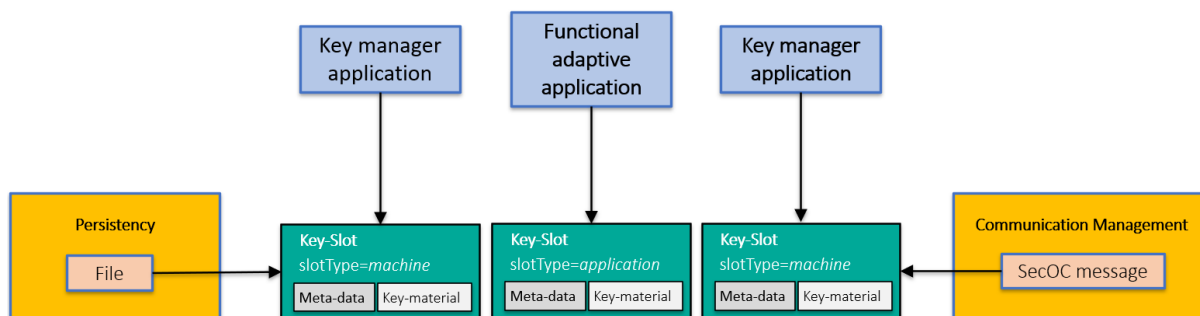 Key manager
application
Functional
adaptive
application
Key manager
application
Persistency
File
Key-Slot
slotType=machine
Meta-data
Key-material
Key-Slot
slotType=application
Meta-data
Key-material
Key-Slot
slotType=machine
Meta-data
Key-material
Communication Management
SecOC message